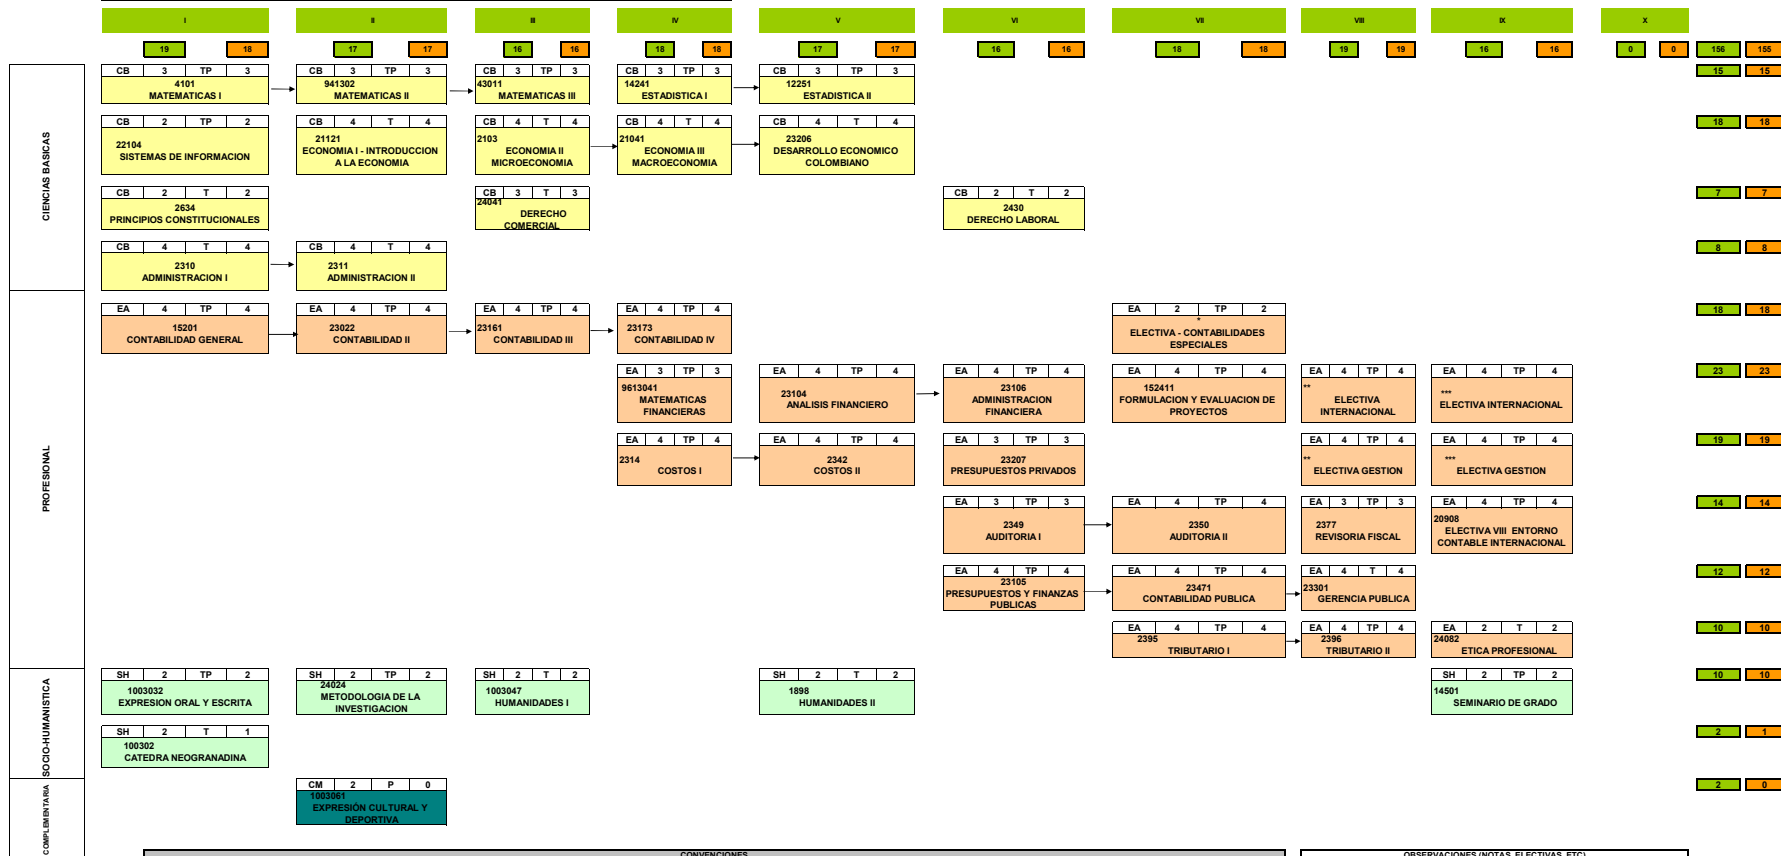 I II III IV V VI VII VIII IX X
19 18 17 17 16 16 18 18 17 17 16 16 18 18 19 19 16 16 0 0 156 155
CIENCIAS BASICAS
CB 3 TP 3 CB 3 TP 3 CB 3 TP 3 CB 3 TP 3 CB 3 TP 3 15 15
4101 941302 43011 14241 12251
MATEMATICAS I MATEMATICAS II MATEMATICAS III ESTADISTICA I ESTADISTICA II
CB 2 TP 2 CB 4 T 4 CB 4 T 4 CB 4 T 4 CB 4 T 4 18 18
22104 21121 2103 21041 23206
SISTEMAS DE INFORMACION ECONOMIA I - INTRODUCCION ECONOMIA II ECONOMIA III DESARROLLO ECONOMICO
A LA ECONOMIA MICROECONOMIA MACROECONOMIA COLOMBIANO
CB 2 T 2 CB 3 T 3 CB 2 T 2 7 7
2634 24041 2430
PRINCIPIOS CONSTITUCIONALES DERECHO DERECHO LABORAL
COMERCIAL
CB 4 T 4 CB 4 T 4 8 8
2310 2311
ADMINISTRACION I ADMINISTRACION II
PROFESIONAL
EA 4 TP 4 EA 4 TP 4 EA 4 TP 4 EA 4 TP 4 EA 2 TP 2 18 18
15201 23022 23161 23173 *
CONTABILIDAD GENERAL CONTABILIDAD II CONTABILIDAD III CONTABILIDAD IV ELECTIVA - CONTABILIDADES
ESPECIALES
EA 3 TP 3 EA 4 TP 4 EA 4 TP 4 EA 4 TP 4 EA 4 TP 4 EA 4 TP 4 23 23
9613041 23104 23106 152411 ** ***
MATEMATICAS ANALISIS FINANCIERO ADMINISTRACION FORMULACION Y EVALUACION DE ELECTIVA ELECTIVA INTERNACIONAL
FINANCIERAS FINANCIERA PROYECTOS INTERNACIONAL
EA 4 TP 4 EA 4 TP 4 EA 3 TP 3 EA 4 TP 4 EA 4 TP 4 19 19
2314 2342 23207 ** ***
COSTOS I COSTOS II PRESUPUESTOS PRIVADOS ELECTIVA GESTION ELECTIVA GESTION
EA 3 TP 3 EA 4 TP 4 EA 3 TP 3 EA 4 TP 4 14 14
2349 2350 2377 20908
AUDITORIA I AUDITORIA II REVISORIA FISCAL ELECTIVA VIII ENTORNO
CONTABLE INTERNACIONAL
EA 4 TP 4 EA 4 TP 4 EA 4 T 4 12 12
23105 23471 23301
PRESUPUESTOS Y FINANZAS CONTABILIDAD PUBLICA GERENCIA PUBLICA
PUBLICAS
EA 4 TP 4 EA 4 TP 4 EA 2 T 2 10 10
2395 2396 24082
TRIBUTARIO I TRIBUTARIO II ETICA PROFESIONAL
SOCIO-HUMANISTICA
SH 2 TP 2 SH 2 TP 2 SH 2 T 2 SH 2 T 2 SH 2 TP 2 10 10
1003032 24024 1003047 1898 14501
EXPRESION ORAL Y ESCRITA METODOLOGIA DE LA HUMANIDADES I HUMANIDADES II SEMINARIO DE GRADO
INVESTIGACION
SH 2 T 1 2 1
100302
CATEDRA NEOGRANADINA
COMPLEMENTARIA
CM 2 P 0 2 0
1003061
EXPRESIÓN CULTURAL Y
DEPORTIVA
CONVENCIONES OBSERVACIONES (NOTAS, ELECTIVAS, ETC)